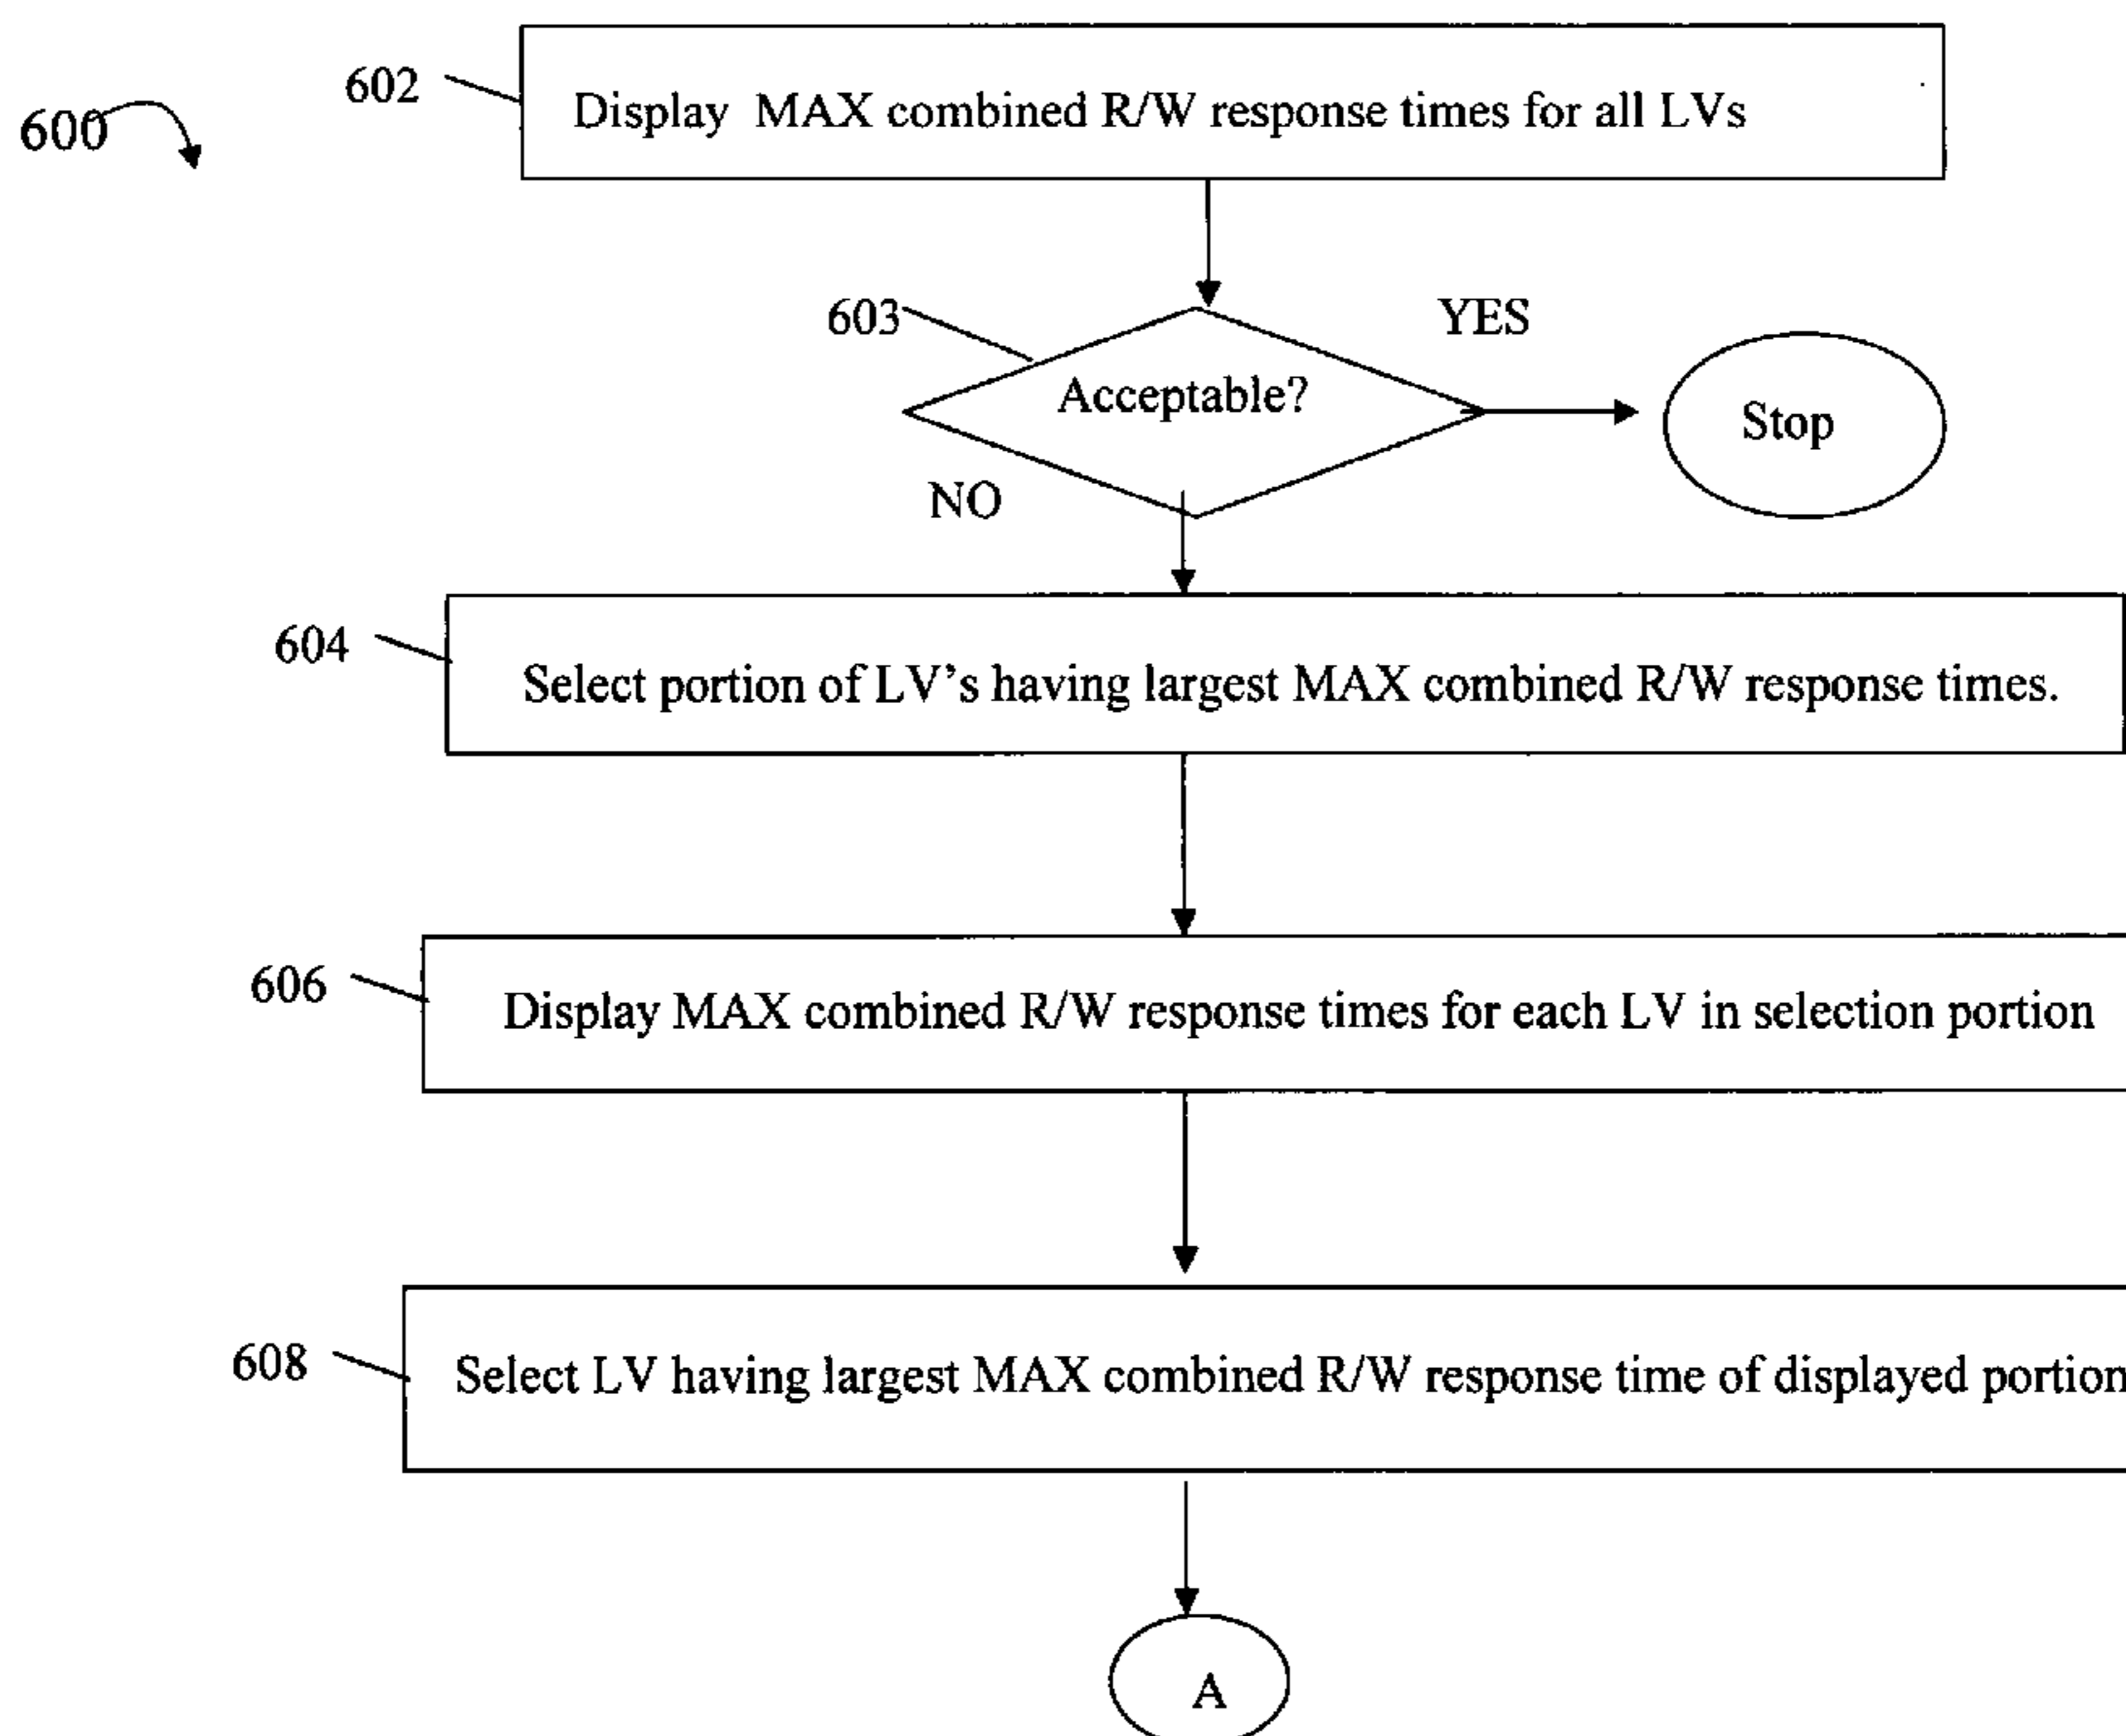 600
602
Display MAX combined R/W response times for all LVs
603
Acceptable?
YES
Stop
NO
604
Select portion of LV's having largest MAX combined R/W response times.
606
Display MAX combined R/W response times for each LV in selection portion
608
Select LV having largest MAX combined R/W response time of displayed portion
A